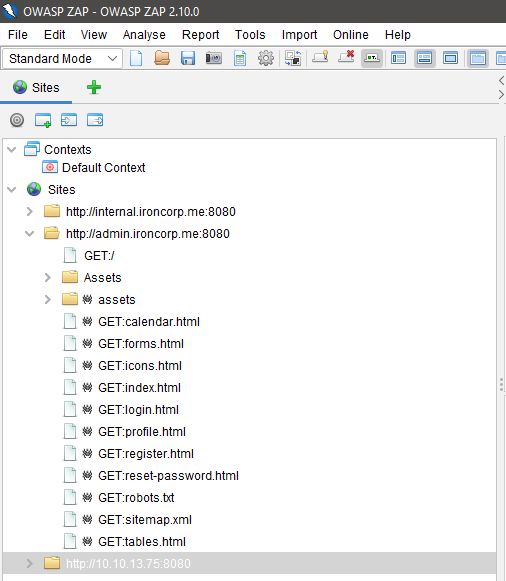 OWASP ZAP - OWASP ZAP 2.10.0
File Edit View Analyse Report Tools Import Online Help
Standard Mode
Sites
Contexts
Default Context
Sites
http://internal.ironcorp.me:8080
http://admin.ironcorp.me:8080
GET:/
Assets
assets
GET:calendar.html
GET:forms.html
GET:icons.html
GET:index.html
GET:login.html
GET:profile.html
GET:register.html
GET:reset-password.html
GET:robots.txt
GET:sitemap.xml
GET:tables.html
http://10.10.13.75:8080